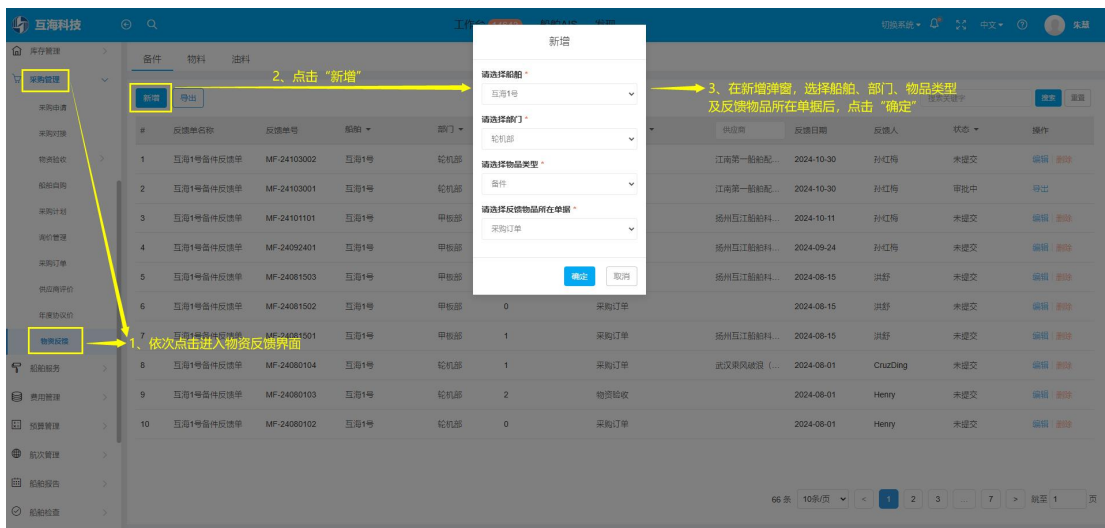 互海科技
工作台
船舶AIS 发现
切换系统
中文
朱慧
库存管理
采购管理
采购申请
采购对接
物资验收
船舶自购
采购计划
询价管理
采购订单
供应商评价
年度协议价
物资反馈
船舶服务
费用管理
预算管理
航次管理
船舶报告
船舶检查
备件 物料 油料
2、点击“新增”
新增 导出
搜索 重置
新增
请选择船舶 *
互海1号
请选择部门 *
轮机部
请选择物品类型 *
备件
请选择反馈物品所在单据 *
采购订单
确定 取消
3、在新增弹窗，选择船舶、部门、物品类型
及反馈物品所在单据后，点击“确定”
1、依次点击进入物资反馈界面
# 反馈单名称 反馈单号 船舶 部门 供应商 反馈日期 反馈人 状态 操作
1 互海1号备件反馈单 MF-24103002 互海1号 轮机部 江南第一船舶配... 2024-10-30 孙红梅 未提交 编辑 删除
2 互海1号备件反馈单 MF-24103001 互海1号 轮机部 江南第一船舶配... 2024-10-30 孙红梅 审批中 导出
3 互海1号备件反馈单 MF-24101101 互海1号 甲板部 扬州互江船舶科... 2024-10-11 孙红梅 未提交 编辑 删除
4 互海1号备件反馈单 MF-24092401 互海1号 甲板部 扬州互江船舶科... 2024-09-24 孙红梅 未提交 编辑 删除
5 互海1号备件反馈单 MF-24081503 互海1号 甲板部 扬州互江船舶科... 2024-08-15 洪舒 未提交 编辑 删除
6 互海1号备件反馈单 MF-24081502 互海1号 甲板部 0 采购订单 2024-08-15 洪舒 未提交 编辑 删除
7 互海1号备件反馈单 MF-24081501 互海1号 甲板部 1 采购订单 扬州互江船舶科... 2024-08-15 洪舒 未提交 编辑 删除
8 互海1号备件反馈单 MF-24080104 互海1号 轮机部 1 采购订单 武汉乘风破浪（... 2024-08-01 CruzDing 未提交 编辑 删除
9 互海1号备件反馈单 MF-24080103 互海1号 轮机部 2 物资验收 2024-08-01 Henry 未提交 编辑 删除
10 互海1号备件反馈单 MF-24080102 互海1号 轮机部 0 采购订单 2024-08-01 Henry 未提交 编辑 删除
66 条 10条/页 < 1 2 3 ... 7 > 跳至 1 页